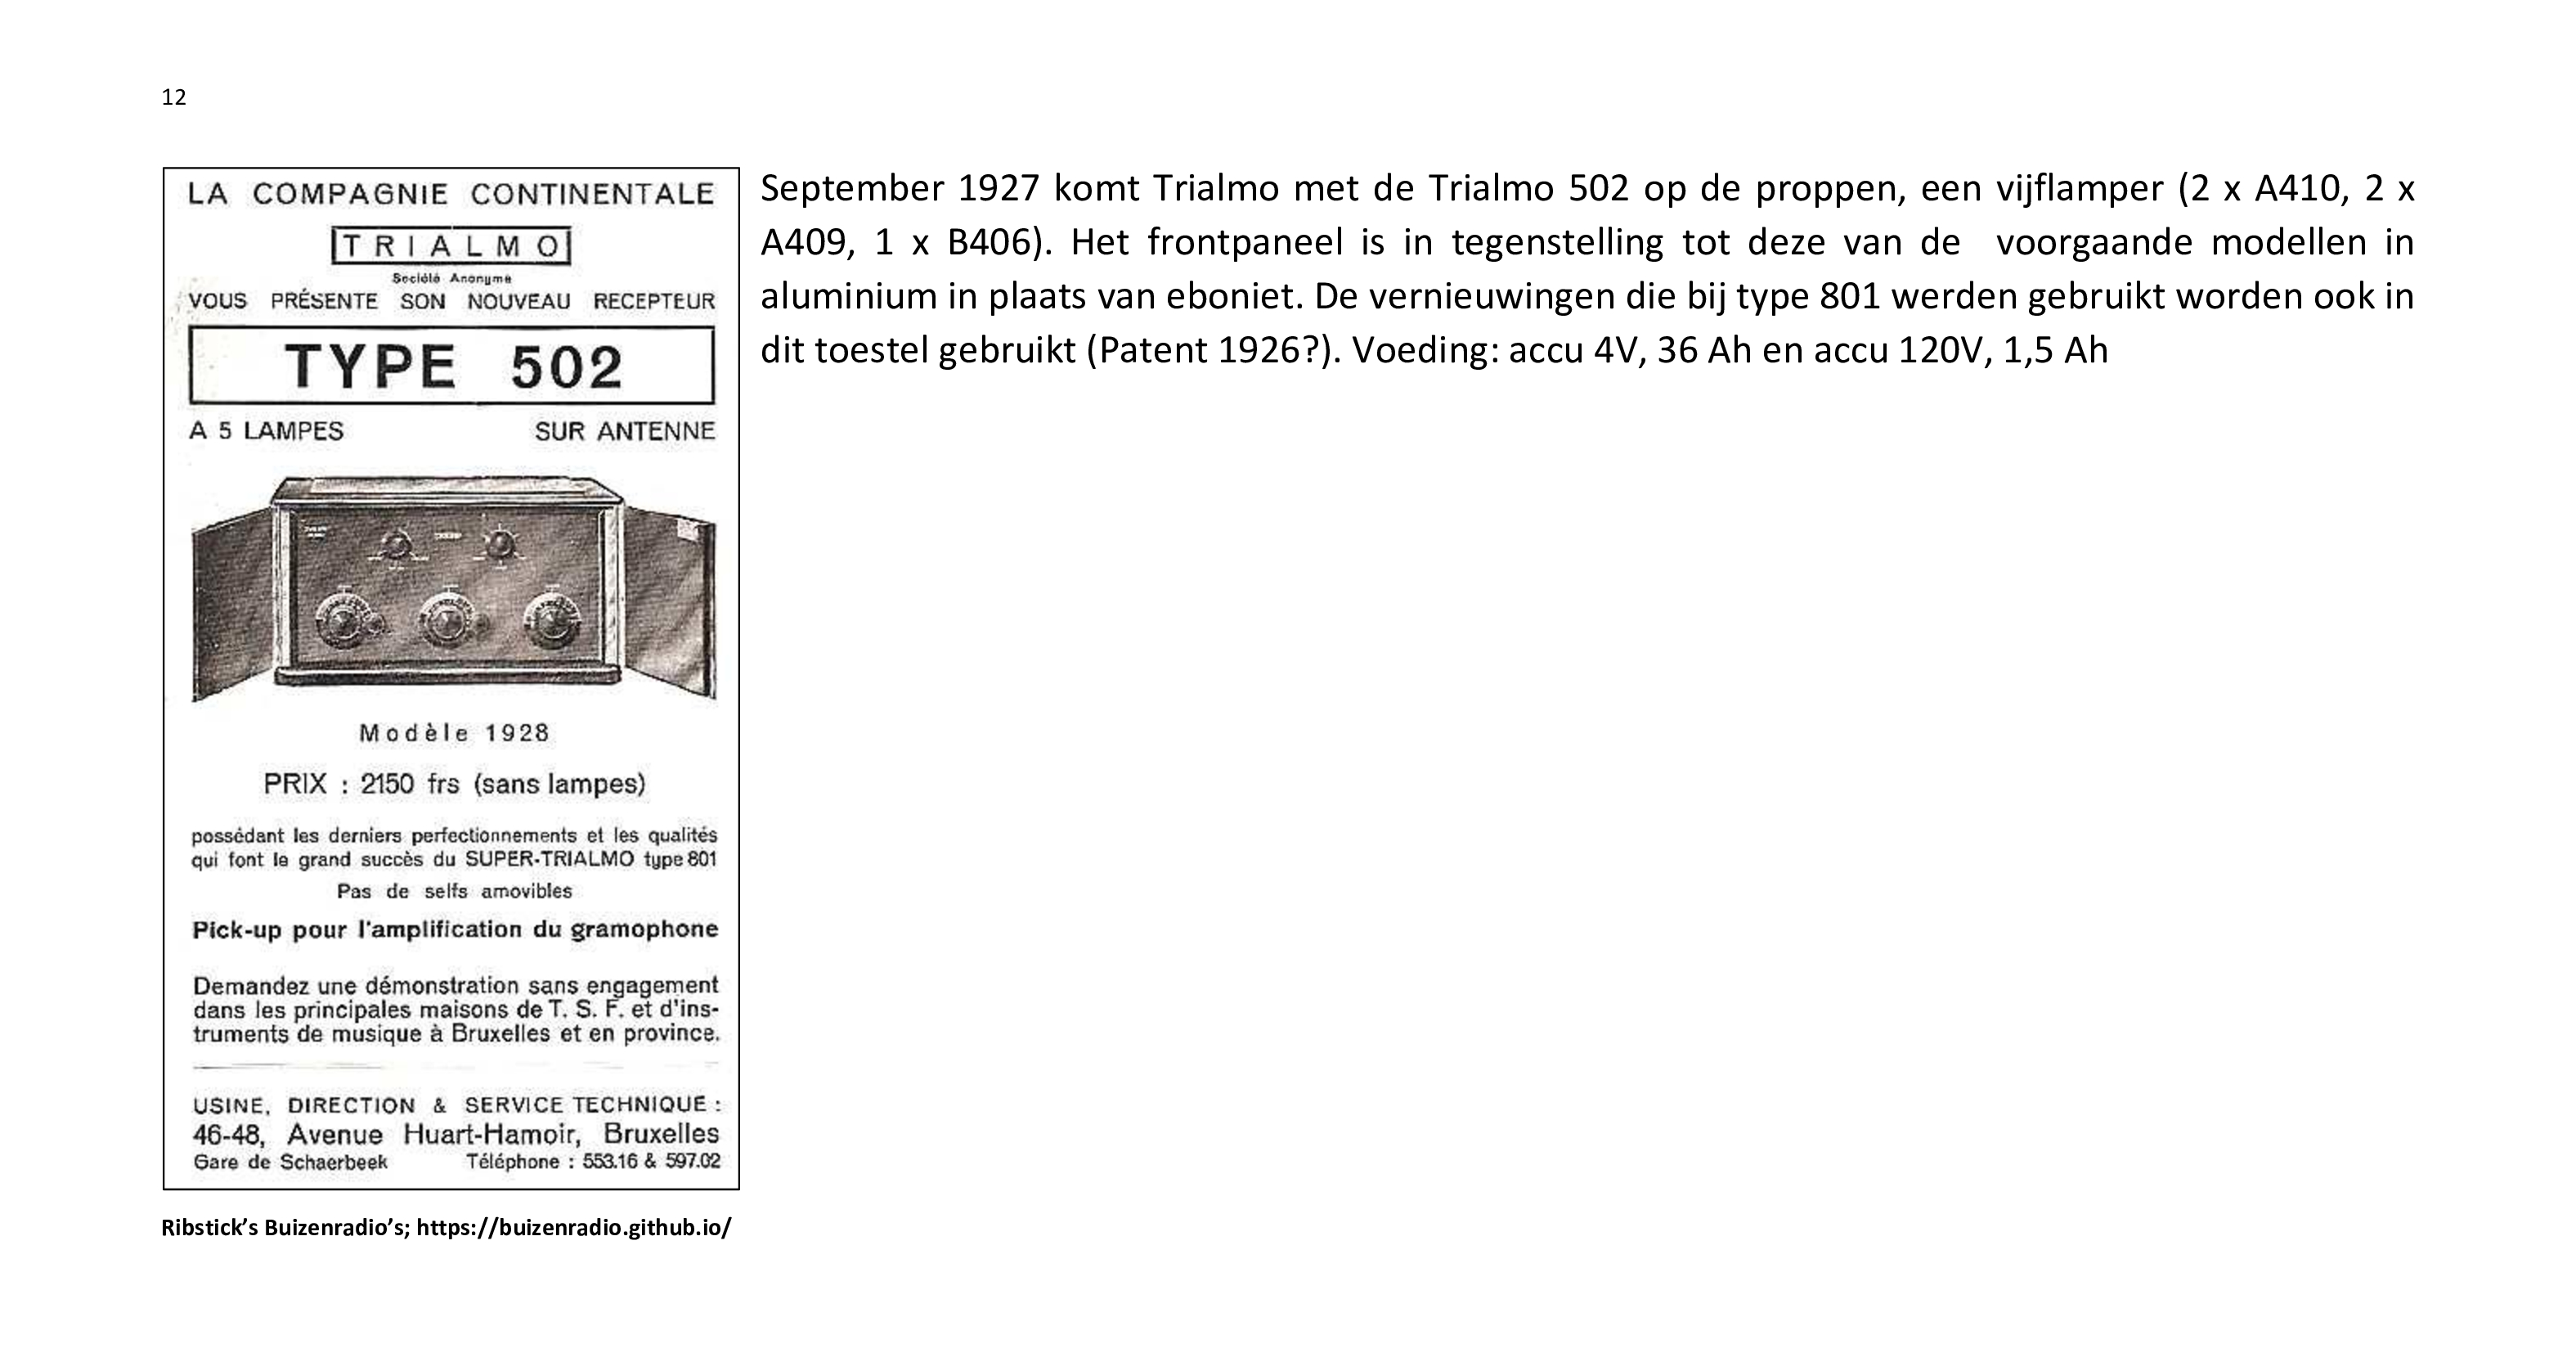 12
LA COMPAGNIE CONTINENTALE
TRIALMO
Société Anonyme
VOUS PRÉSENTE SON NOUVEAU RECEPTEUR
TYPE 502
A 5 LAMPES SUR ANTENNE
Modèle 1928
PRIX : 2150 frs (sans lampes)
possédant les derniers perfectionnements et les qualités
qui font le grand succès du SUPER-TRIALMO type 801
Pas de selfs amovibles
Pick-up pour l'amplification du gramophone
Demandez une démonstration sans engagement
dans les principales maisons de T. S. F. et d'ins-
truments de musique à Bruxelles et en province.
USINE, DIRECTION & SERVICE TECHNIQUE :
46-48, Avenue Huart-Hamoir, Bruxelles
Gare de Schaerbeek Téléphone : 553.16 & 597.02
September 1927 komt Trialmo met de Trialmo 502 op de proppen, een vijflamper (2 x A410, 2 x
A409, 1 x B406). Het frontpaneel is in tegenstelling tot deze van de voorgaande modellen in
aluminium in plaats van eboniet. De vernieuwingen die bij type 801 werden gebruikt worden ook in
dit toestel gebruikt (Patent 1926?). Voeding: accu 4V, 36 Ah en accu 120V, 1,5 Ah
Ribstick’s Buizenradio’s; https://buizenradio.github.io/